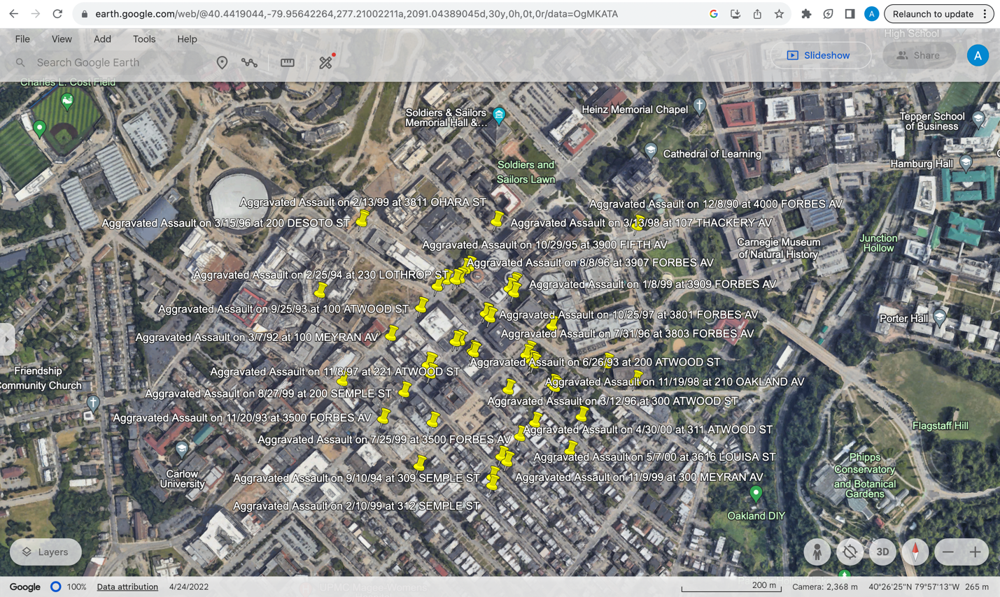 earth.google.com/web/@40.4419044,-79.95642264,277.21002211a,2091.04389045d,30y,0h,0t,0r/data=OgMKATA
A
Relaunch to update
File
View
Add
Tools
Help
High School
Search Google Earth
Slideshow
Share
A
Charles L. Cost Field
Soldiers & Sailors
Memorial Hall &...
Heinz Memorial Chapel
Tepper School
of Business
Cathedral of Learning
Hamburg Hall
Soldiers and
Sailors Lawn
Aggravated Assault on 2/13/99 at 3811 OHARA ST
Aggravated Assault on 12/8/90 at 4000 FORBES AV
Aggravated Assault on 3/15/96 at 200 DESOTO ST
Aggravated Assault on 3/13/98 at 107 THACKERY AV
Junction
Hollow
Aggravated Assault on 10/29/95 at 3900 FIFTH AV
Carnegie Museum
of Natural History
Aggravated Assault on 8/8/96 at 3907 FORBES AV
Aggravated Assault on 2/25/94 at 230 LOTHROP ST
Aggravated Assault on 1/8/99 at 3909 FORBES AV
Aggravated Assault on 9/25/93 at 100 ATWOOD ST
Aggravated Assault on 10/25/97 at 3801 FORBES AV
Porter Hall
Aggravated Assault on 3/7/92 at 100 MEYRAN AV
Aggravated Assault on 7/31/96 at 3803 FORBES AV
Aggravated Assault on 6/26/93 at 200 ATWOOD ST
Friendship
Community Church
Aggravated Assault on 11/8/97 at 221 ATWOOD ST
Aggravated Assault on 11/19/98 at 210 OAKLAND AV
Aggravated Assault on 8/27/99 at 200 SEMPLE ST
Aggravated Assault on 3/12/96 at 300 ATWOOD ST
Aggravated Assault on 11/20/93 at 3500 FORBES AV
Flagstaff Hill
Aggravated Assault on 4/30/00 at 311 ATWOOD ST
Aggravated Assault on 7/25/99 at 3500 FORBES AV
Aggravated Assault on 5/7/00 at 3616 LOUISA ST
Phipps
Conservatory
and Botanical
Gardens
Carlow
University
Aggravated Assault on 9/10/94 at 309 SEMPLE ST
Aggravated Assault on 11/9/99 at 300 MEYRAN AV
Aggravated Assault on 2/10/99 at 312 SEMPLE ST
Oakland DIY
Layers
3D
Google
100%
Data attribution
4/24/2022
UPMC Magee-Womens
200 m
Camera: 2,368 m
40°26'25"N 79°57'13"W
265 m